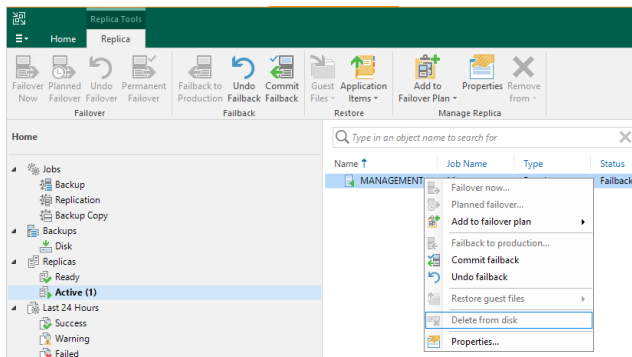 Replica Tools
Home Replica
Failover Now Planned Failover Undo Failover Permanent Failover
Failback to Production Undo Failback Commit Failback
Guest Files Application Items
Add to Failover Plan Properties Remove from
Failover Failback Restore Manage Replica
Home
Type in an object name to search for
Name Job Name Type Status
MANAGEMENT Failback
Jobs
Backup
Replication
Backup Copy
Backups
Disk
Replicas
Ready
Active (1)
Last 24 Hours
Success
Warning
Failed
Failover now...
Planned failover...
Add to failover plan
Failback to production...
Commit failback
Undo failback
Restore guest files
Delete from disk
Properties...